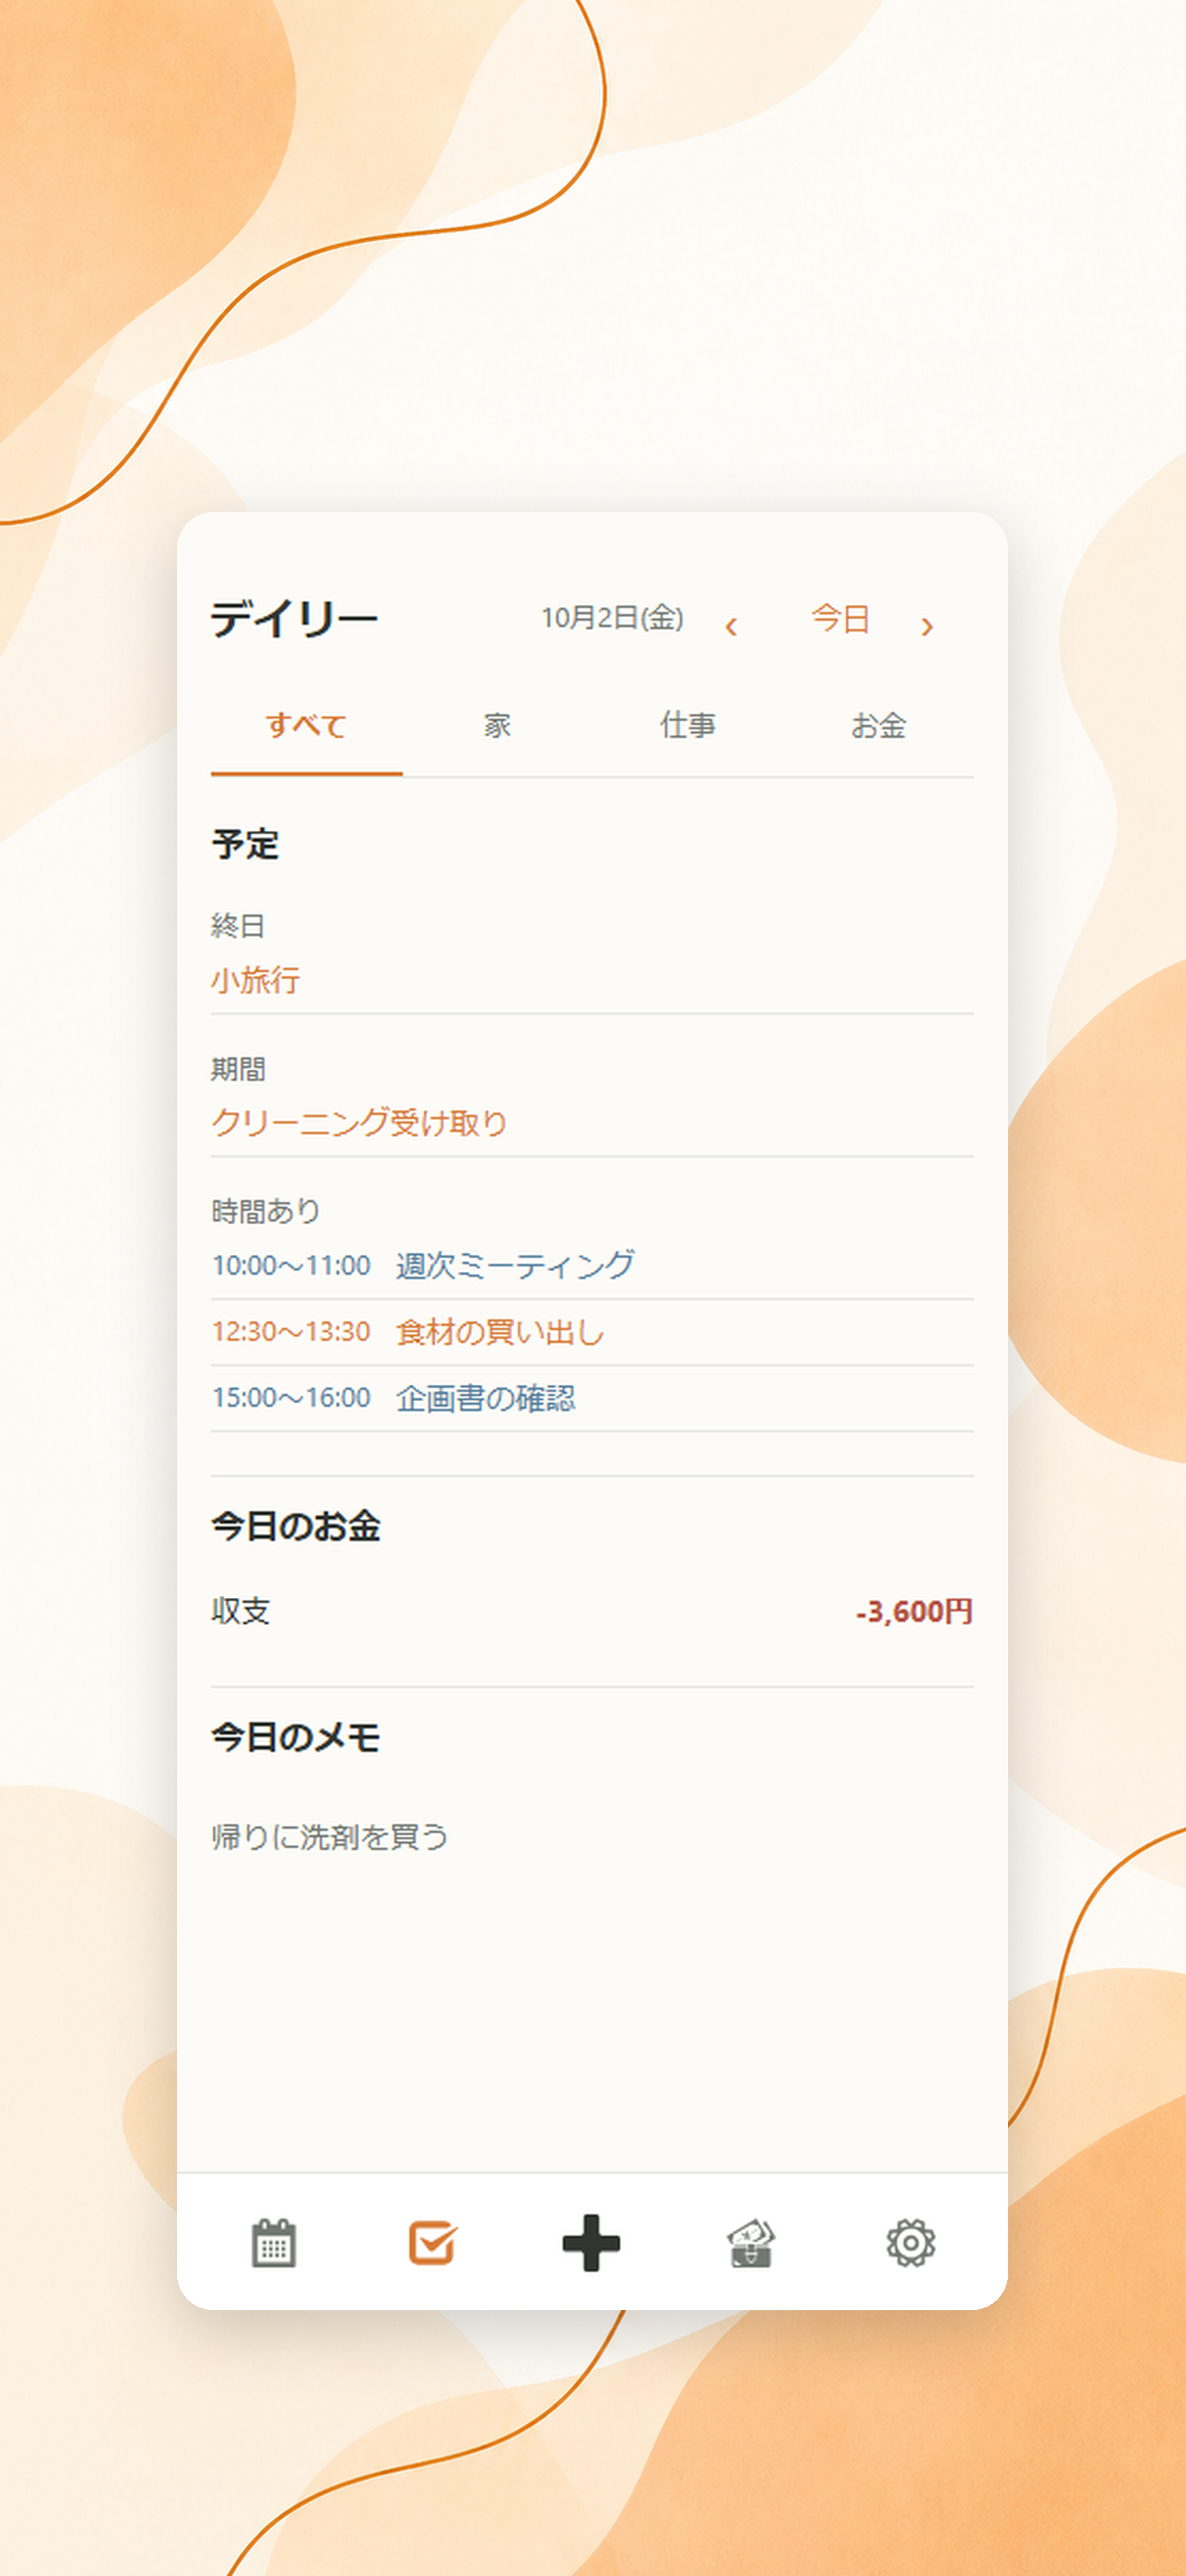 デイリー 10月2日(金) ‹ 今日 ›
すべて 家 仕事 お金
予定
終日
小旅行
期間
クリーニング受け取り
時間あり
10:00～11:00 週次ミーティング
12:30～13:30 食材の買い出し
15:00～16:00 企画書の確認
今日のお金
収支 -3,600円
今日のメモ
帰りに洗剤を買う